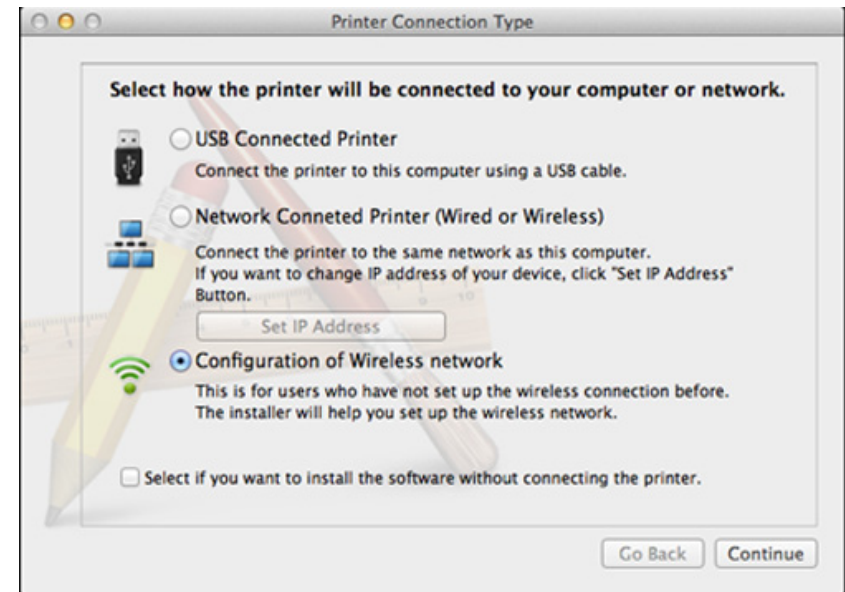 Printer Connection Type
Select how the printer will be connected to your computer or network.
USB Connected Printer
Connect the printer to this computer using a USB cable.
Network Conneted Printer (Wired or Wireless)
Connect the printer to the same network as this computer.
If you want to change IP address of your device, click "Set IP Address"
Button.
Set IP Address
Configuration of Wireless network
This is for users who have not set up the wireless connection before.
The installer will help you set up the wireless network.
Select if you want to install the software without connecting the printer.
Go Back
Continue